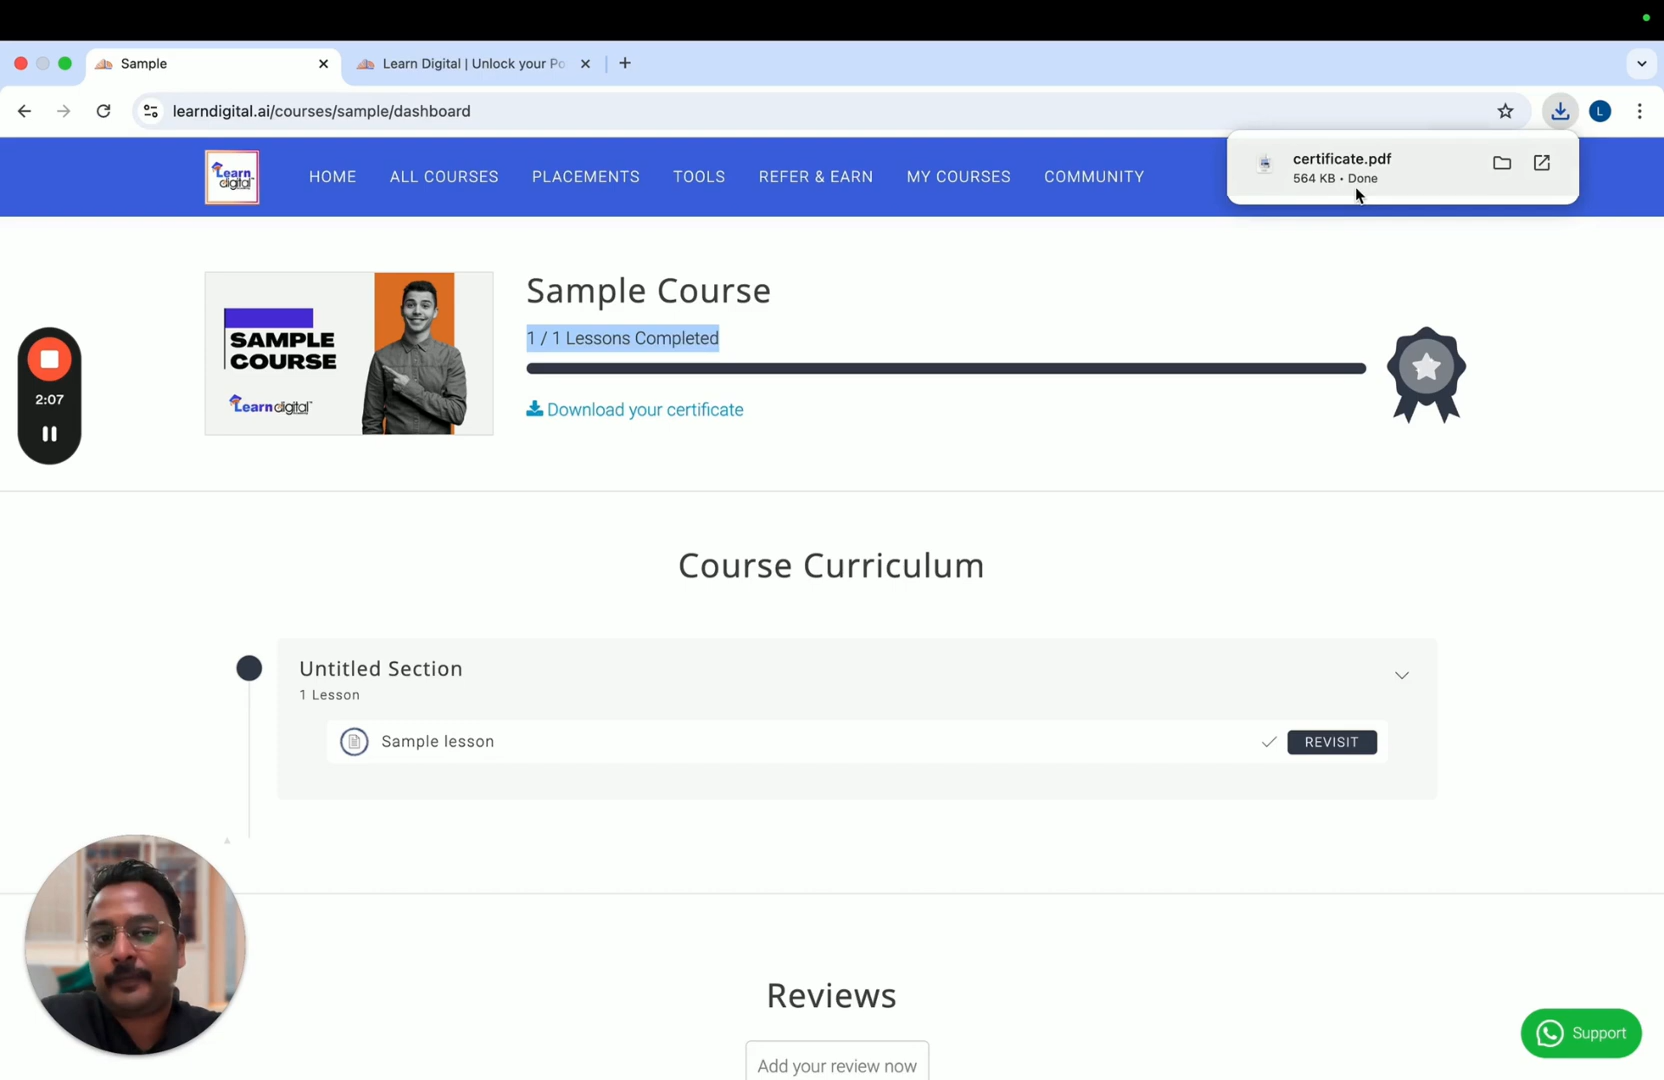 Sample
Learn Digital | Unlock your Po
learndigital.ai/courses/sample/dashboard
L
certificate.pdf
564 KB • Done
Learn
digital
HOME
ALL COURSES
PLACEMENTS
TOOLS
REFER & EARN
MY COURSES
COMMUNITY
SAMPLE
COURSE
Learndigital
Sample Course
1 / 1 Lessons Completed
Download your certificate
2:07
Course Curriculum
Untitled Section
1 Lesson
Sample lesson
REVISIT
Reviews
Add your review now
Support